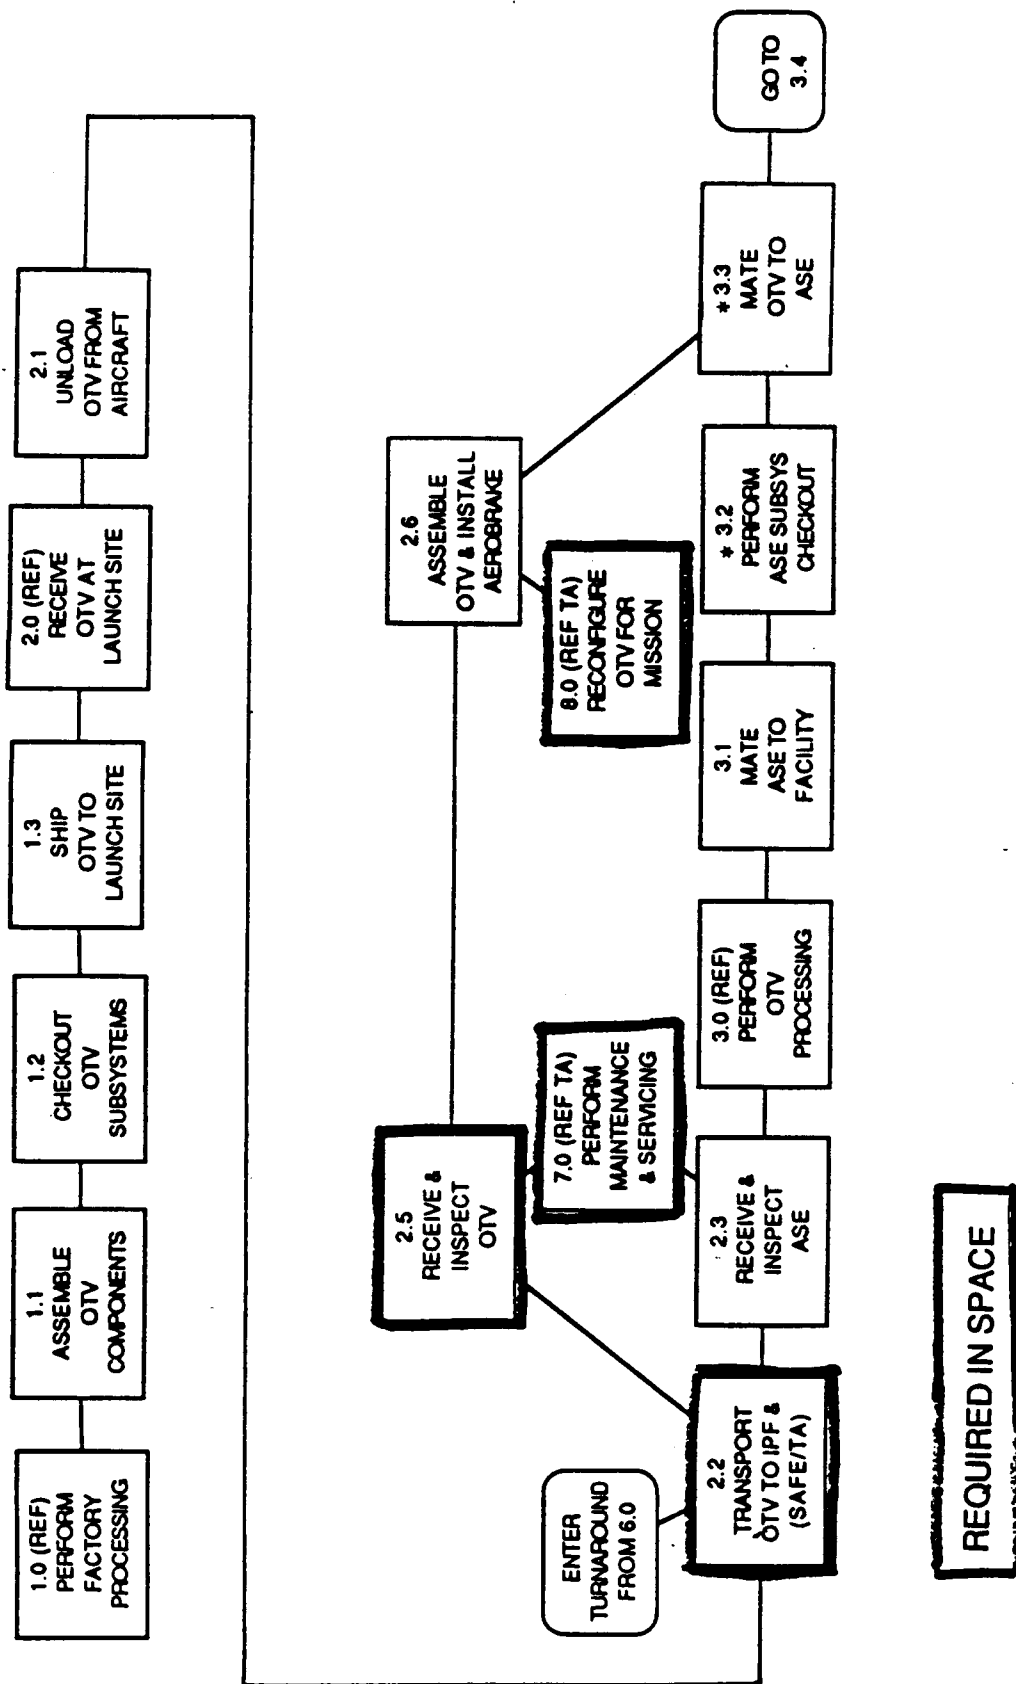 1.0 (REF)
PERFORM
FACTORY
PROCESSING
1.1
ASSEMBLE
OTV
COMPONENTS
1.2
CHECKOUT
OTV
SUBSYSTEMS
1.3
SHIP
OTV TO
LAUNCH SITE
2.0 (REF)
RECEIVE
OTV AT
LAUNCH SITE
2.1
UNLOAD
OTV FROM
AIRCRAFT
2.5
RECEIVE &
INSPECT
OTV
2.6
ASSEMBLE
OTV & INSTALL
AEROBRAKE
ENTER
TURNAROUND
FROM 6.0
7.0 (REF TA)
PERFORM
MAINTENANCE
& SERVICING
8.0 (REF TA)
RECONFIGURE
OTV FOR
MISSION
2.2
TRANSPORT
OTV TO IPF &
(SAFE/TA)
2.3
RECEIVE &
INSPECT
ASE
3.0 (REF)
PERFORM
OTV
PROCESSING
3.1
MATE
ASE TO
FACILITY
* 3.2
PERFORM
ASE SUBSYS
CHECKOUT
* 3.3
MATE
OTV TO
ASE
GO TO
3.4
REQUIRED IN SPACE